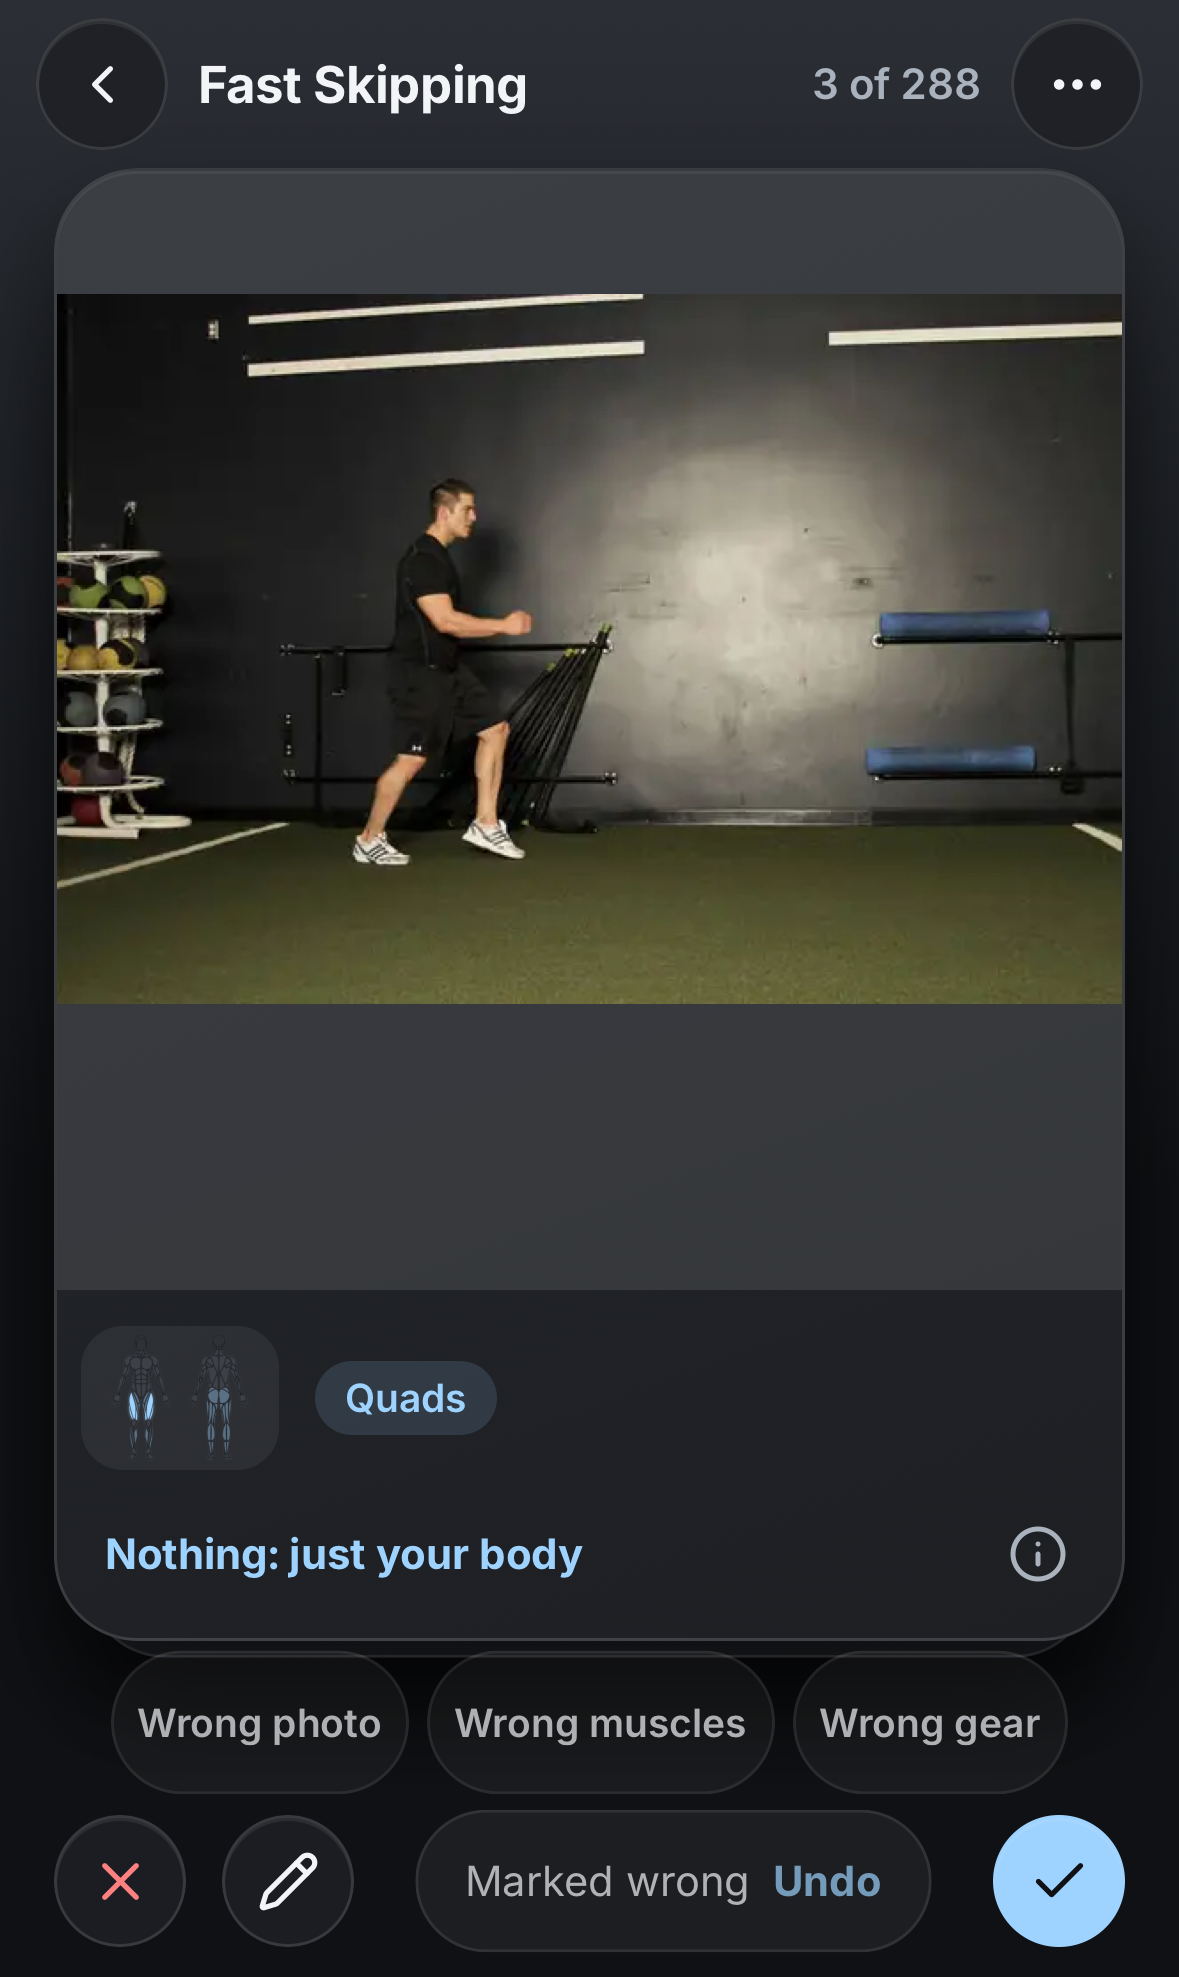 Fast Skipping
3 of 288
Quads
Nothing: just your body
Wrong photo
Wrong muscles
Wrong gear
Marked wrong Undo